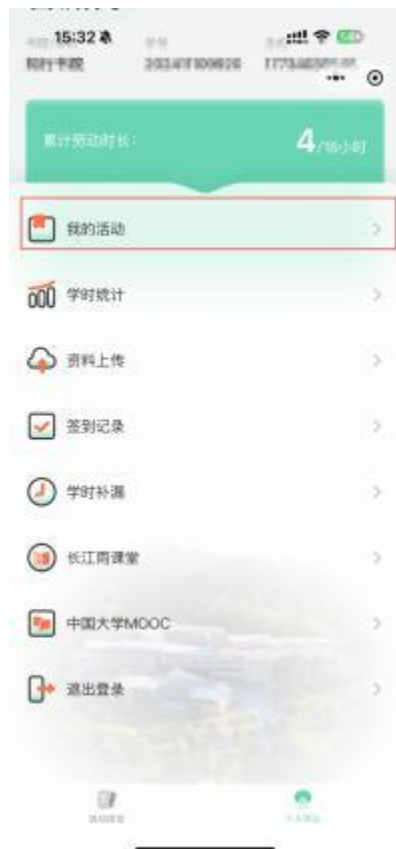 15:32
学号
累计劳动时长:
4/16小时
我的活动
学时统计
资料上传
签到记录
学时补漏
长江雨课堂
中国大学MOOC
退出登录